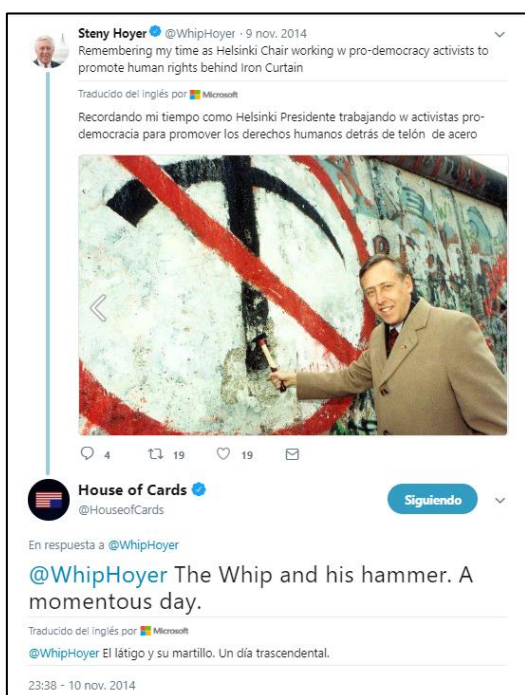 Steny Hoyer @WhipHoyer · 9 nov. 2014
Remembering my time as Helsinki Chair working w pro-democracy activists to
promote human rights behind Iron Curtain
Traducido del inglés por Microsoft
Recordando mi tiempo como Helsinki Presidente trabajando w activistas pro-
democracia para promover los derechos humanos detrás de telón de acero
4 19 19
House of Cards
@HouseofCards
Siguiendo
En respuesta a @WhipHoyer
@WhipHoyer The Whip and his hammer. A
momentous day.
Traducido del inglés por Microsoft
@WhipHoyer El látigo y su martillo. Un día trascendental.
23:38 - 10 nov. 2014